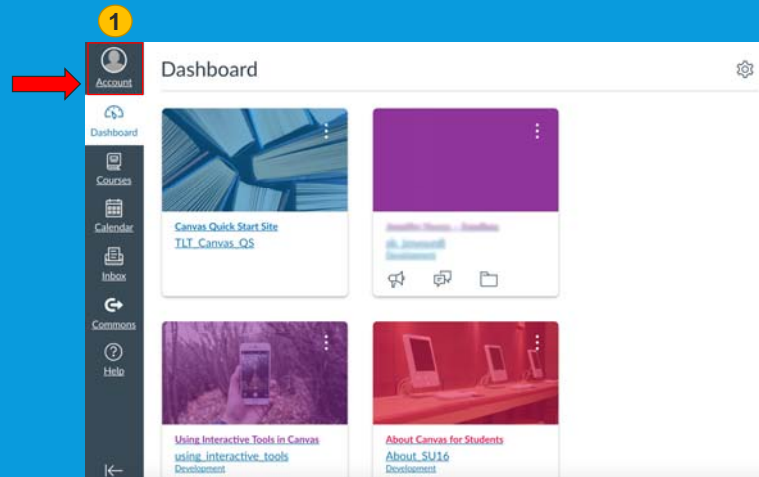 1
Account
Dashboard
Dashboard
Courses
Calendar
Inbox
Commons
Help
Canvas Quick Start Site
TLT_Canvas_QS
Development
Using Interactive Tools in Canvas
using_interactive_tools
Development
About Canvas for Students
About_SU16
Development